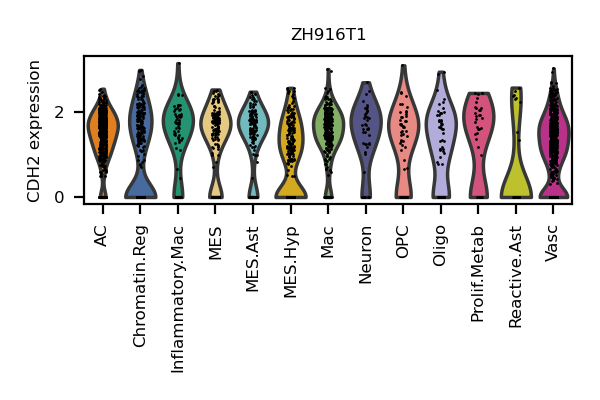 ZH916T1
CDH2 expression
2
0
AC
Chromatin.Reg
Inflammatory.Mac
MES
MES.Ast
MES.Hyp
Mac
Neuron
OPC
Oligo
Prolif.Metab
Reactive.Ast
Vasc